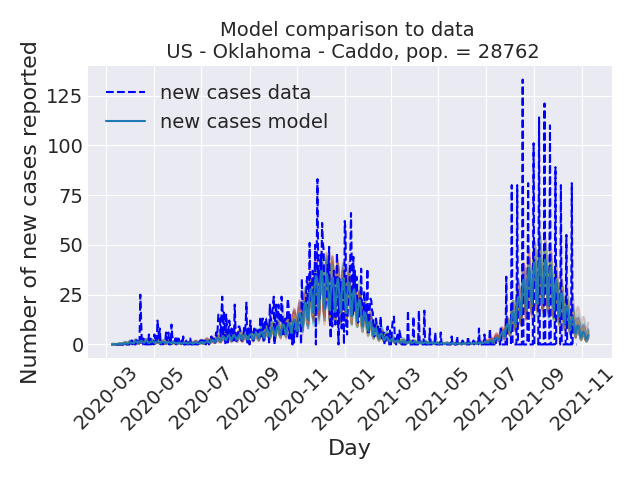 Model comparison to data
US - Oklahoma - Caddo, pop. = 28762
Number of new cases reported
new cases data
new cases model
125
100
75
50
25
0
2020-03
2020-05
2020-07
2020-09
2020-11
2021-01
2021-03
2021-05
2021-07
2021-09
2021-11
Day